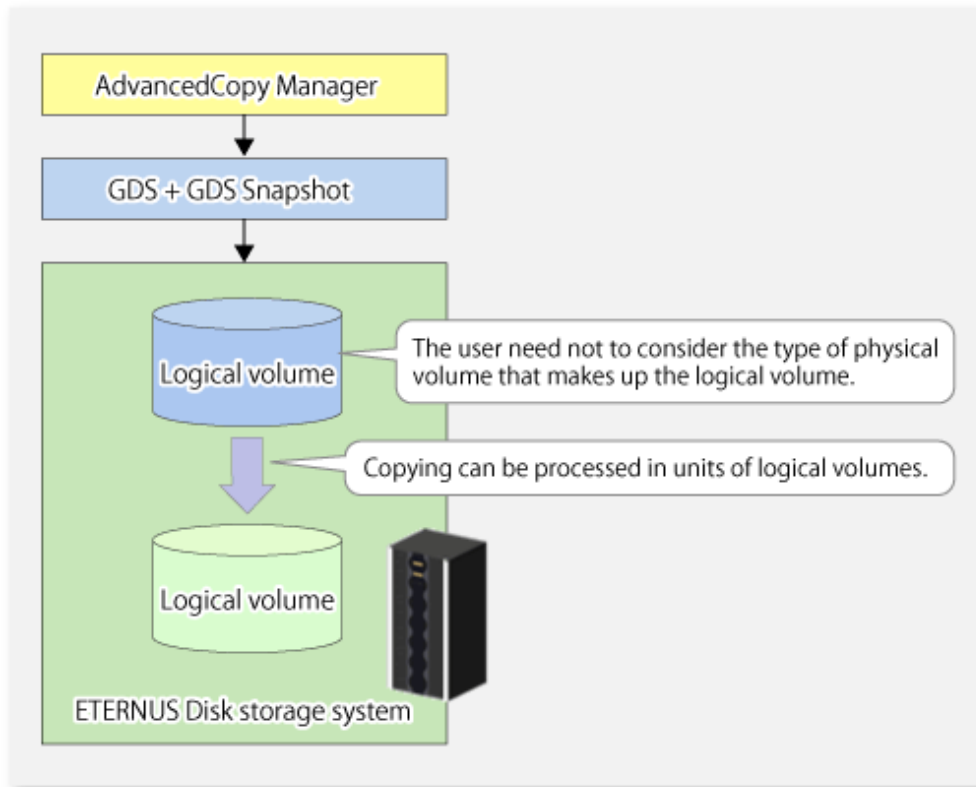 AdvancedCopy Manager
GDS + GDS Snapshot
Logical volume
The user need not to consider the type of physical
volume that makes up the logical volume.
Copying can be processed in units of logical volumes.
Logical volume
ETERNUS Disk storage system